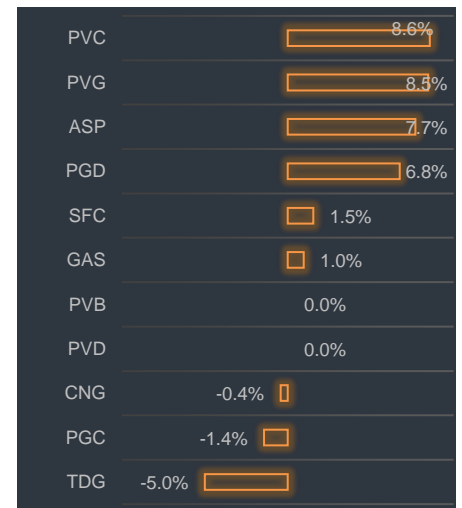 PVC 8.6%
PVG 8.5%
ASP 7.7%
PGD 6.8%
SFC 1.5%
GAS 1.0%
PVB 0.0%
PVD 0.0%
CNG -0.4%
PGC -1.4%
TDG -5.0%